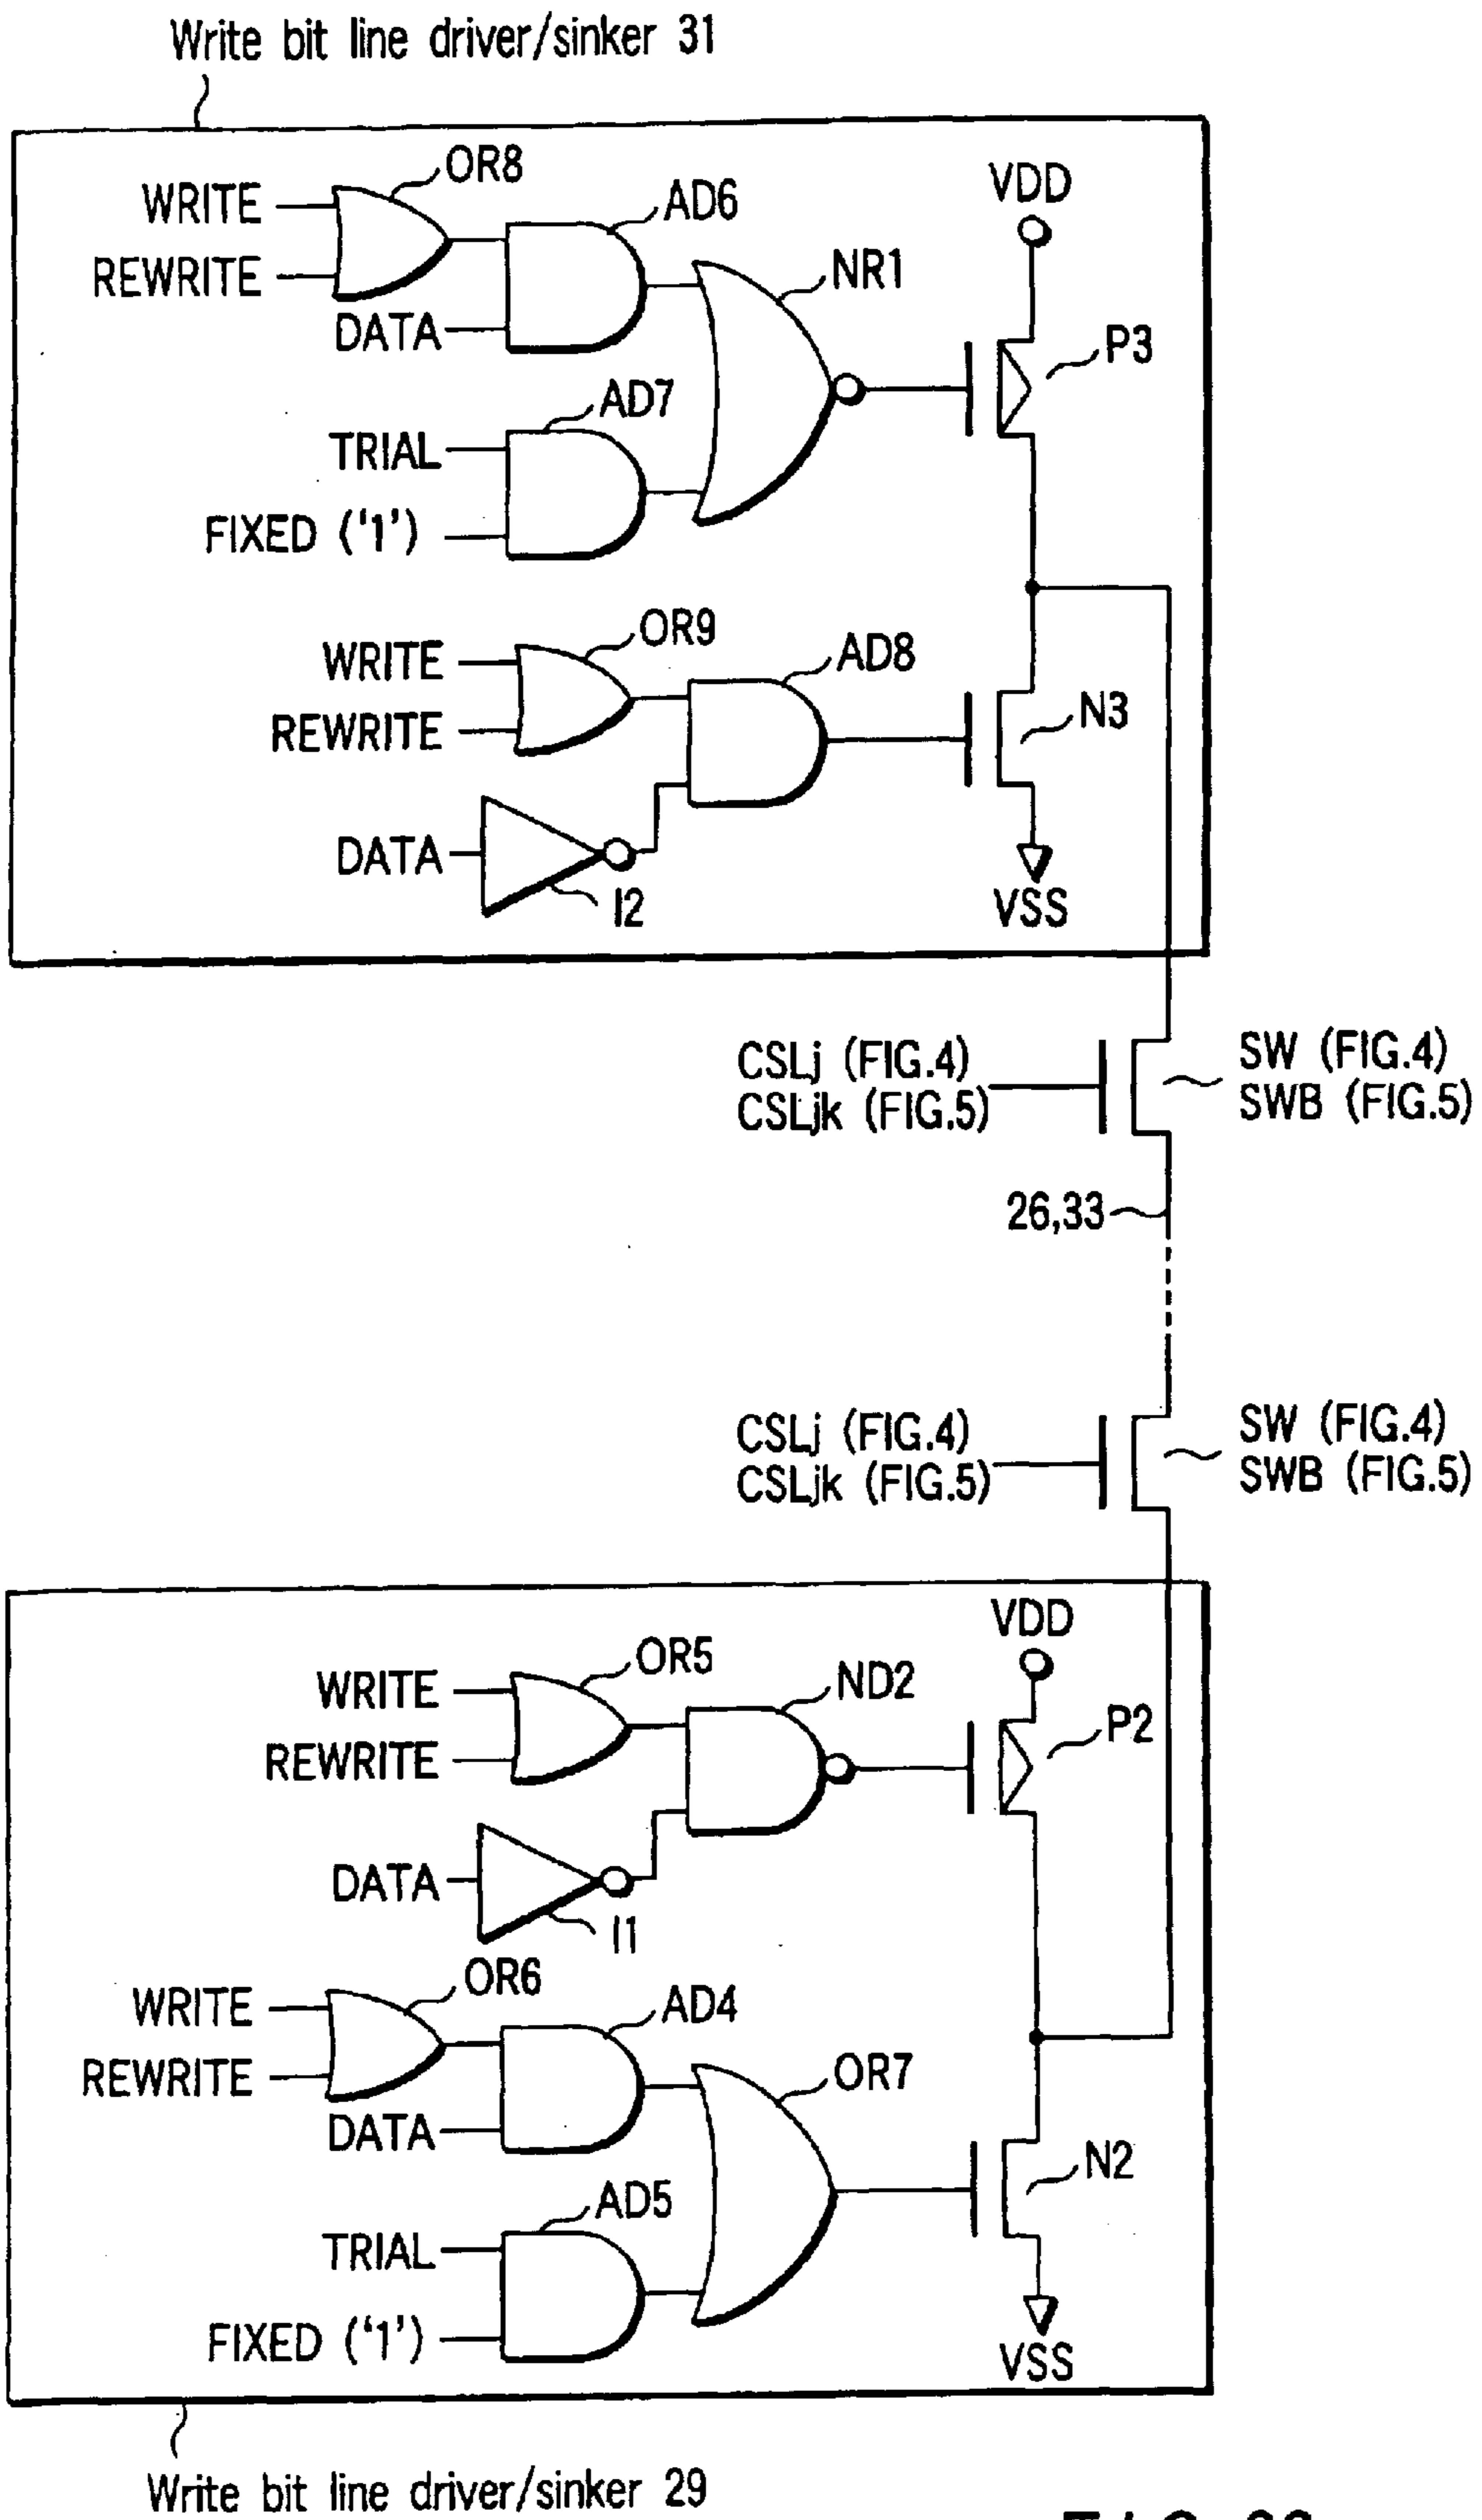 Write bit line driver/sinker 31
OR8
WRITE
REWRITE
AD6
DATA
NR1
VDD
P3
AD7
TRIAL
FIXED ('1')
OR9
WRITE
REWRITE
AD8
N3
DATA
I2
VSS
CSLj (FIG.4)
CSLjk (FIG.5)
SW (FIG.4)
SWB (FIG.5)
26,33
CSLj (FIG.4)
CSLjk (FIG.5)
SW (FIG.4)
SWB (FIG.5)
VDD
OR5
WRITE
REWRITE
ND2
P2
DATA
I1
OR6
WRITE
REWRITE
AD4
DATA
OR7
N2
AD5
TRIAL
FIXED ('1')
VSS
Write bit line driver/sinker 29